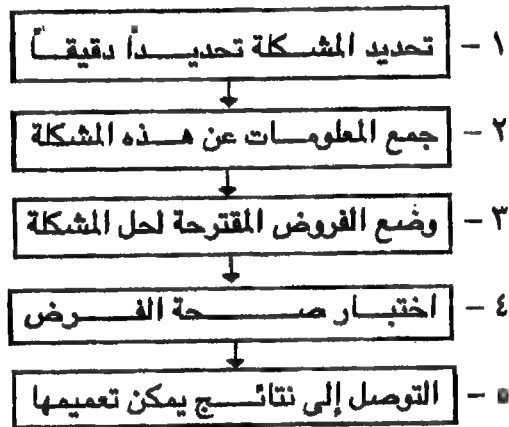 ١ - تحديد المشكلة تحديداً دقيقاً
٢ - جمع المعلومات عن هذه المشكلة
٣ - وضع الفروض المقترحة لحل المشكلة
٤ - اختبار صحة الفرض
٥ - التوصل إلى نتائج يمكن تعميمها